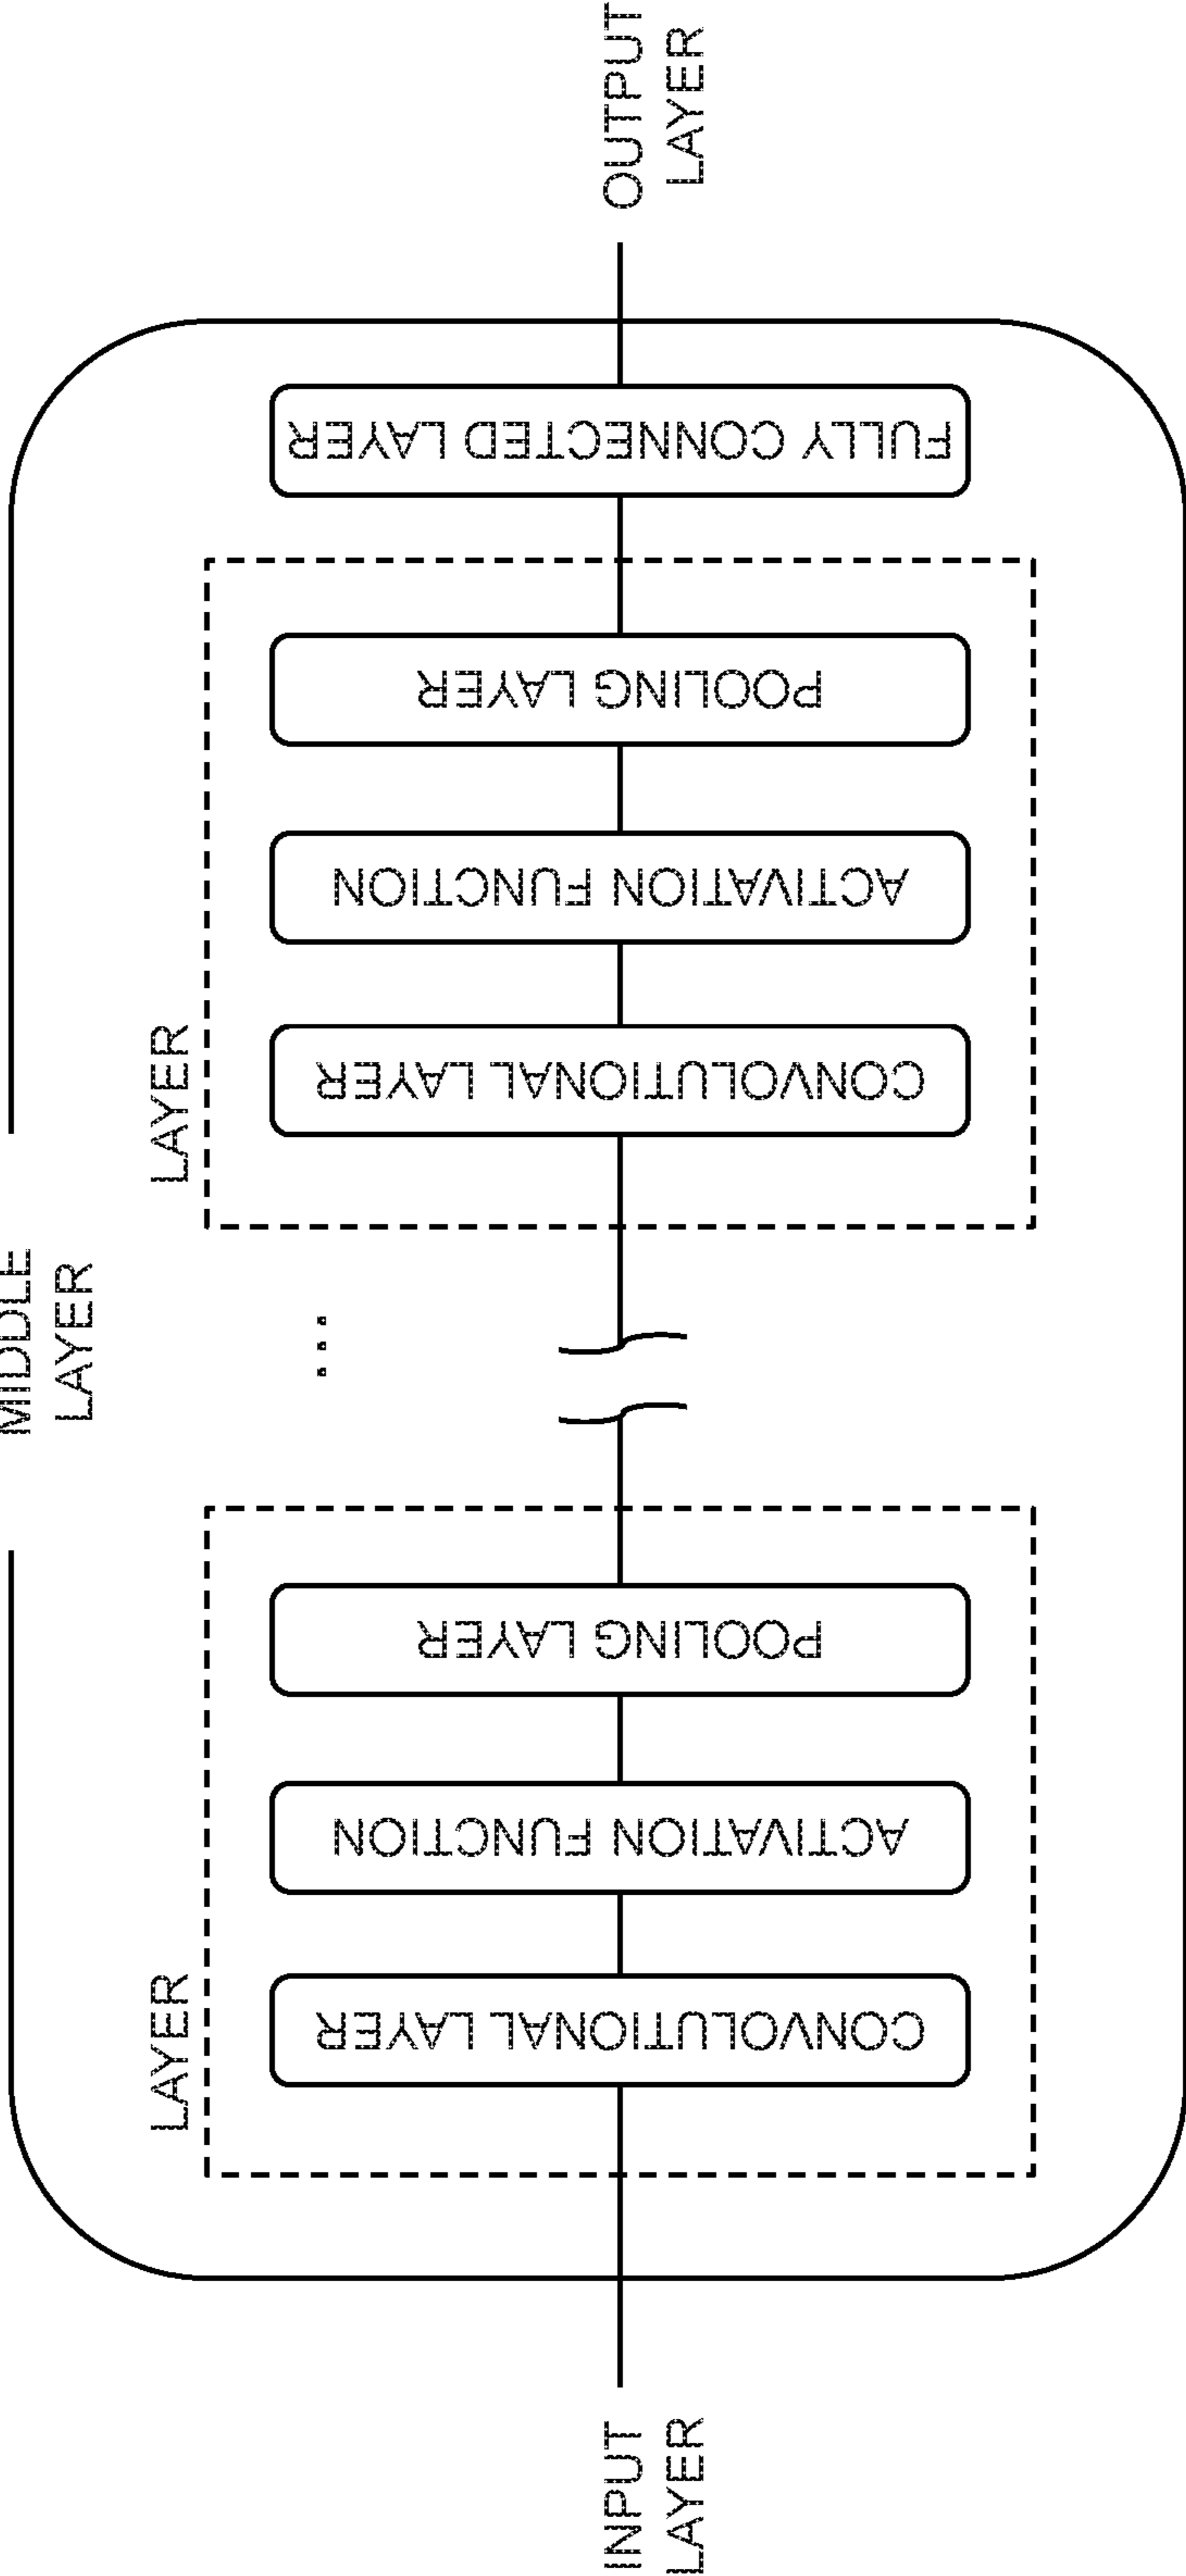 MIDDLE
LAYER
INPUT
LAYER
LAYER
CONVOLUTIONAL LAYER
ACTIVATION FUNCTION
POOLING LAYER
...
LAYER
CONVOLUTIONAL LAYER
ACTIVATION FUNCTION
POOLING LAYER
FULLY CONNECTED LAYER
OUTPUT
LAYER